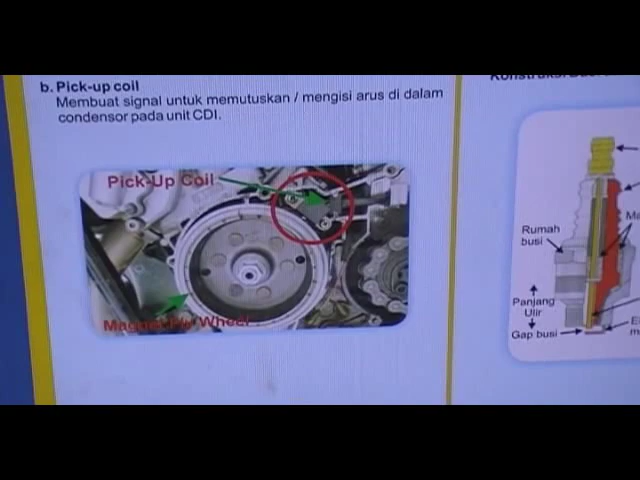 b. Pick-up coil
Membuat signal untuk memutuskan / mengisi arus di dalam
condensor pada unit CDI.
Pick-Up Coil
Magnet Fly Wheel
Rumah
busi
Panjang
Ulir
Gap busi